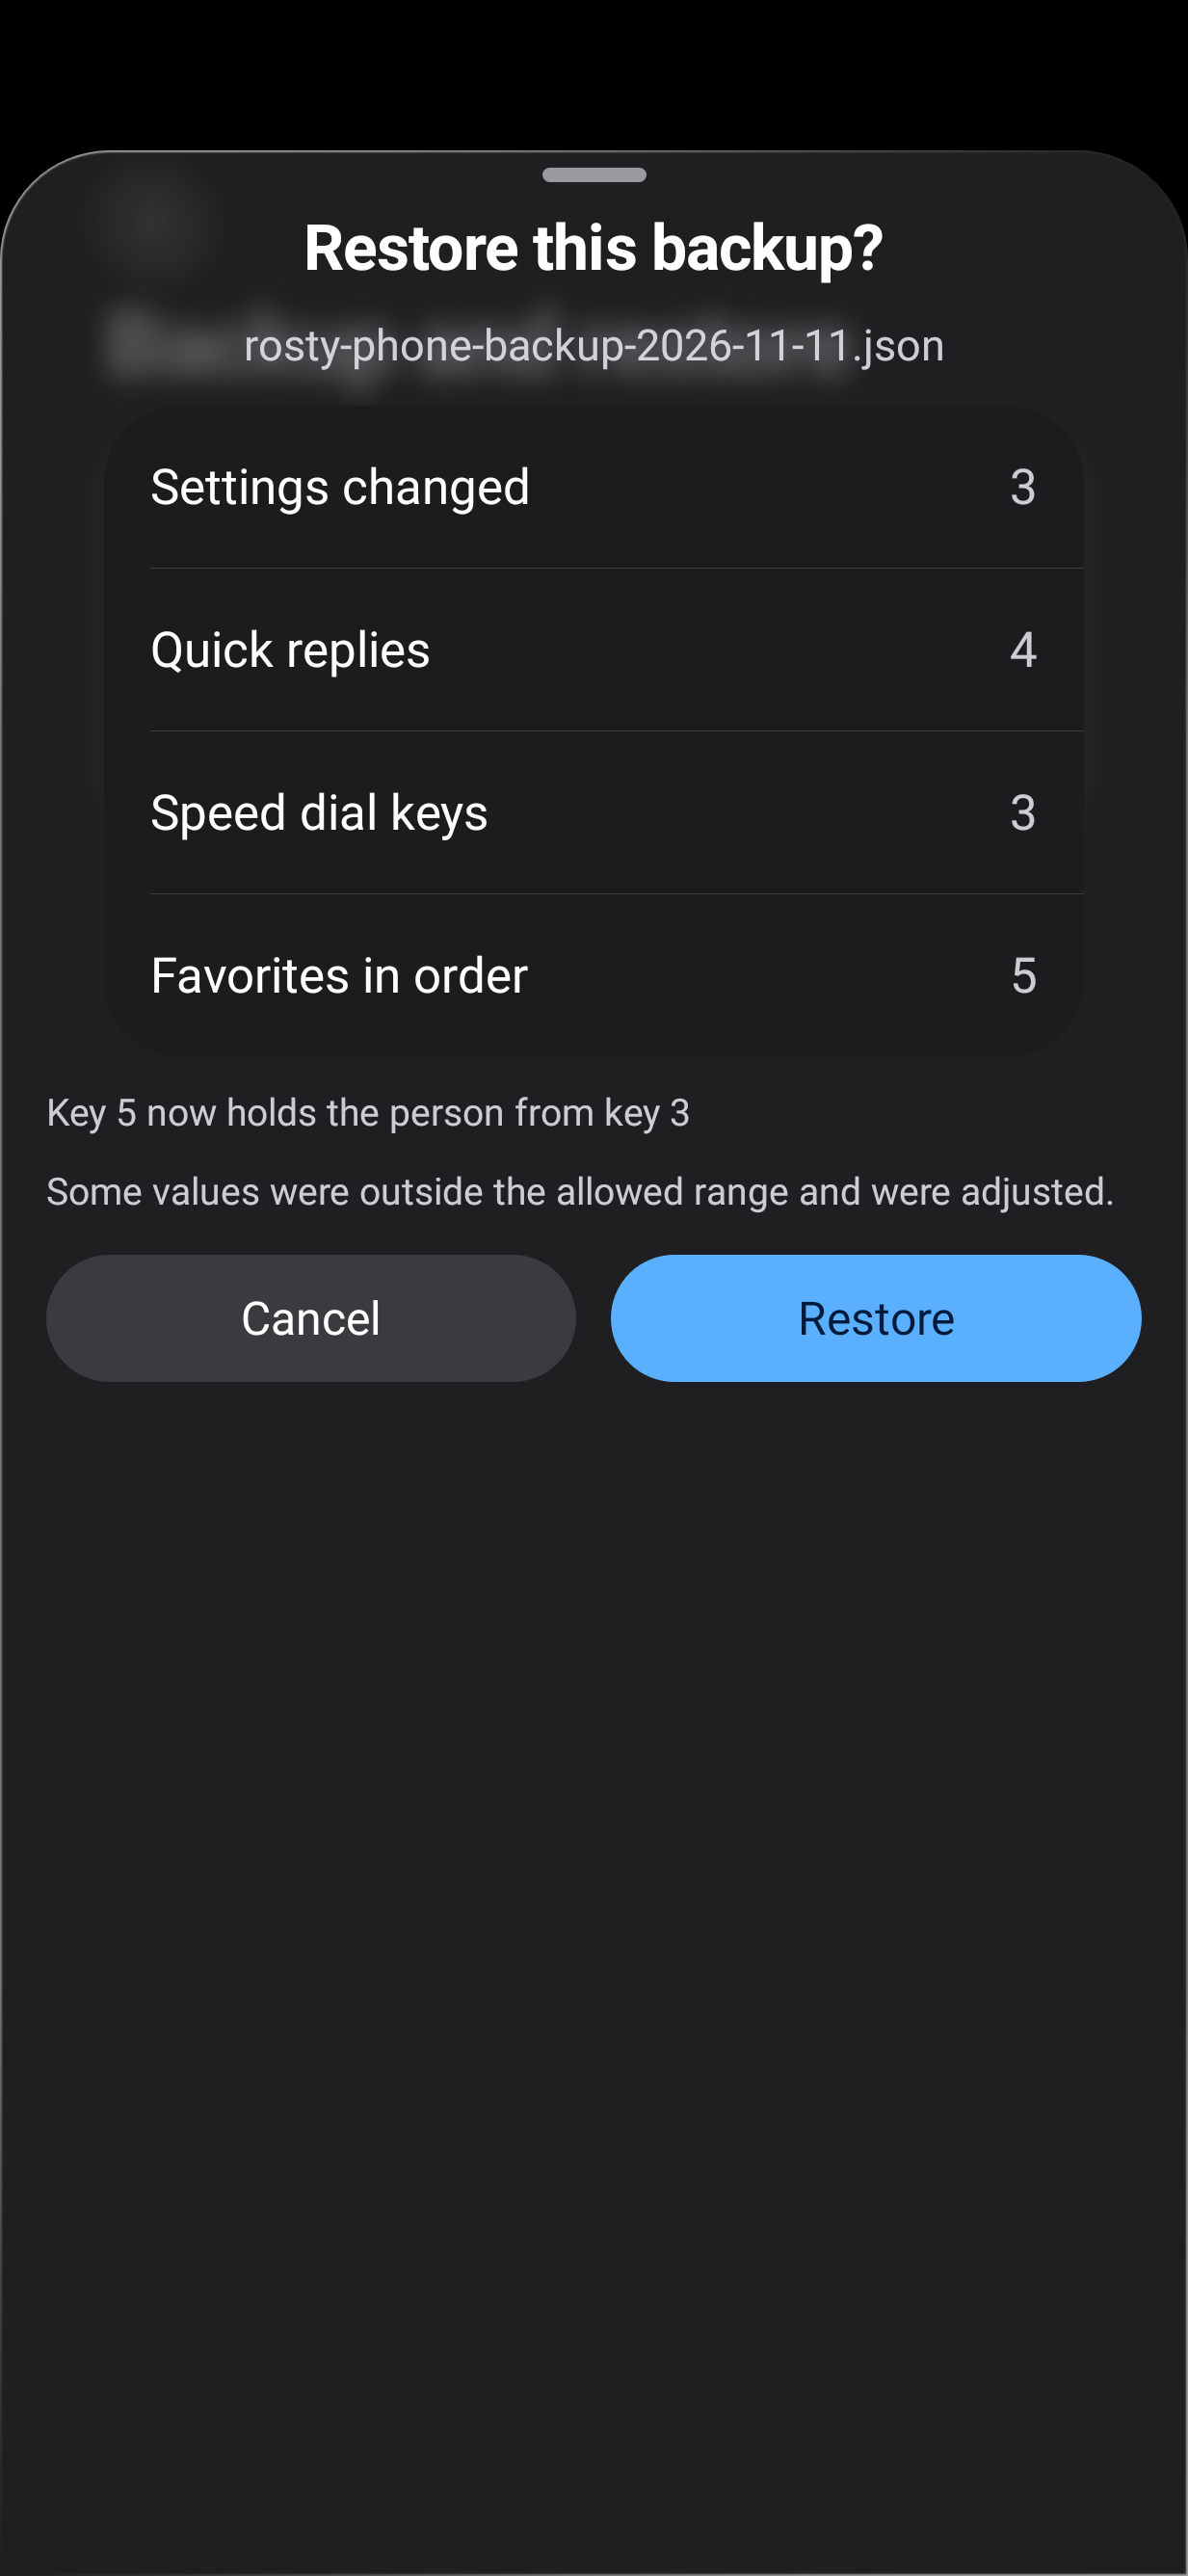 Restore this backup?
rosty-phone-backup-2026-11-11.json
Settings changed 3
Quick replies 4
Speed dial keys 3
Favorites in order 5
Key 5 now holds the person from key 3
Some values were outside the allowed range and were adjusted.
Cancel Restore